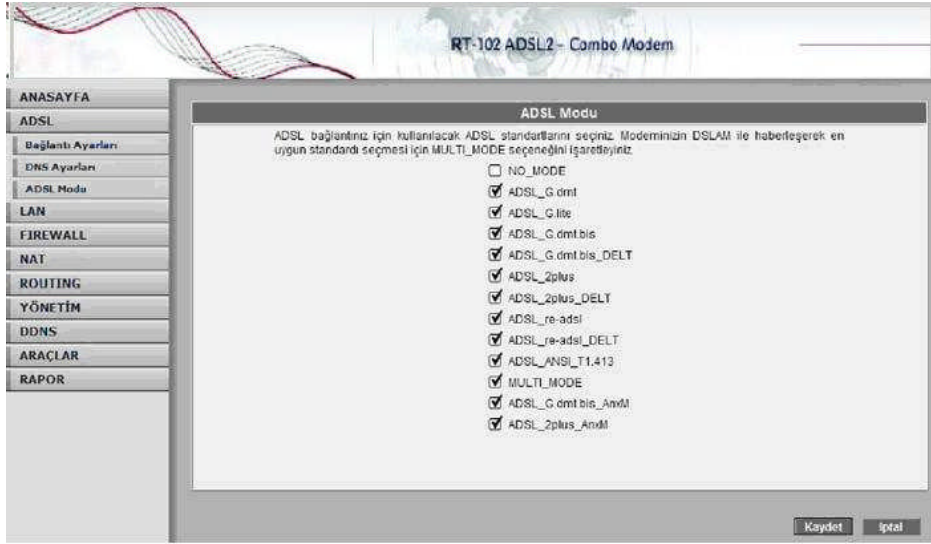 RT-102 ADSL2 - Combo Modem
ANASAYFA
ADSL
Bağlantı Ayarları
DNS Ayarları
ADSL Modu
LAN
FIREWALL
NAT
ROUTING
YÖNETİM
DDNS
ARAÇLAR
RAPOR
ADSL Modu
ADSL bağlantınız için kullanılacak ADSL standartlarını seçiniz. Modeminizin DSLAM ile haberleşerek en
uygun standardı seçmesi için MULTI_MODE seçeneğini işaretleyiniz.
NO_MODE
ADSL_G.dmt
ADSL_G.lite
ADSL_G.dmt.bis
ADSL_G.dmt.bis_DELT
ADSL_2plus
ADSL_2plus_DELT
ADSL_re-adsl
ADSL_re-adsl_DELT
ADSL_ANSI_T1.413
MULTI_MODE
ADSL_G.dmt.bis_AnxM
ADSL_2plus_AnxM
Kaydet
İptal